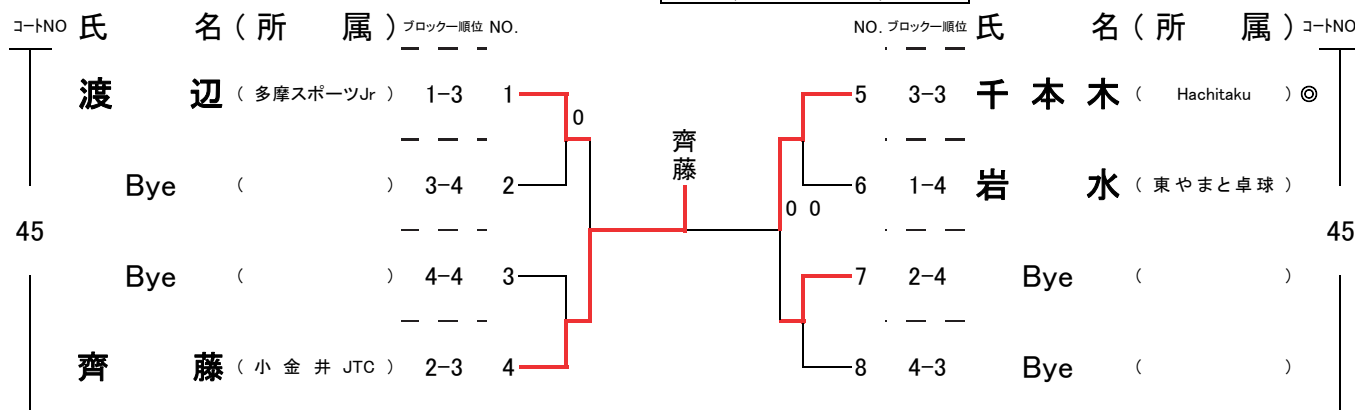 コートNO 氏 名 ( 所 属 ) ブロック一順位 NO. NO. ブロック一順位 氏 名 ( 所 属 ) コートNO
渡 辺 ( 多摩スポーツJr ) 1-3 1 5 3-3 千 本 木 ( Hachitaku ) ◎
0
齊
藤
Bye ( ) 3-4 2 6 1-4 岩 水 ( 東やまと卓球 )
0 0
45 45
Bye ( ) 4-4 3 7 2-4 Bye ( )
齊 藤 ( 小 金 井 JTC ) 2-3 4 8 4-3 Bye ( )